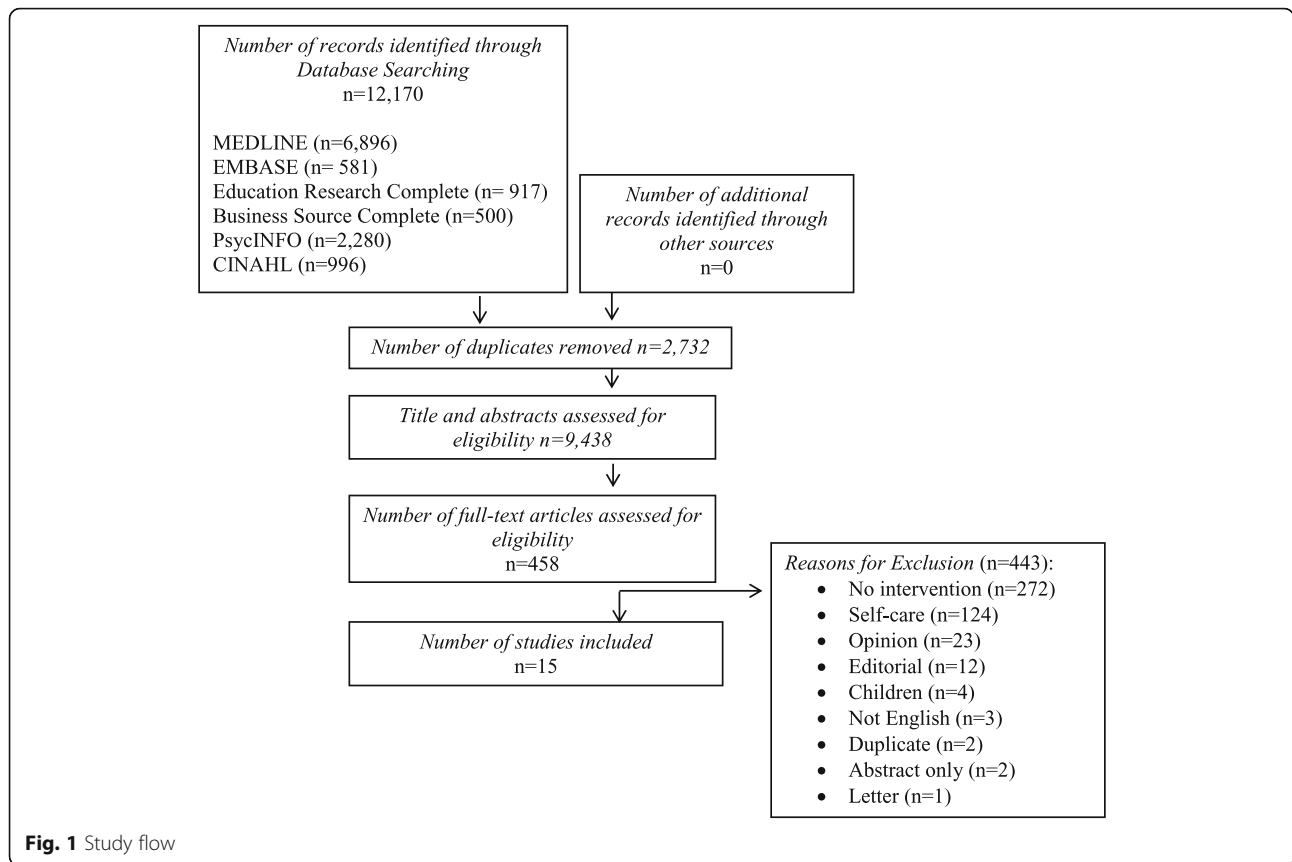 Number of records identified through
Database Searching
n=12,170
MEDLINE (n=6,896)
EMBASE (n= 581)
Education Research Complete (n= 917)
Business Source Complete (n=500)
PsycINFO (n=2,280)
CINAHL (n=996)
Number of additional
records identified through
other sources
n=0
Number of duplicates removed n=2,732
Title and abstracts assessed for
eligibility n=9,438
Number of full-text articles assessed for
eligibility
n=458
Reasons for Exclusion (n=443):
• No intervention (n=272)
• Self-care (n=124)
• Opinion (n=23)
• Editorial (n=12)
• Children (n=4)
• Not English (n=3)
• Duplicate (n=2)
• Abstract only (n=2)
• Letter (n=1)
Number of studies included
n=15
Fig. 1 Study flow